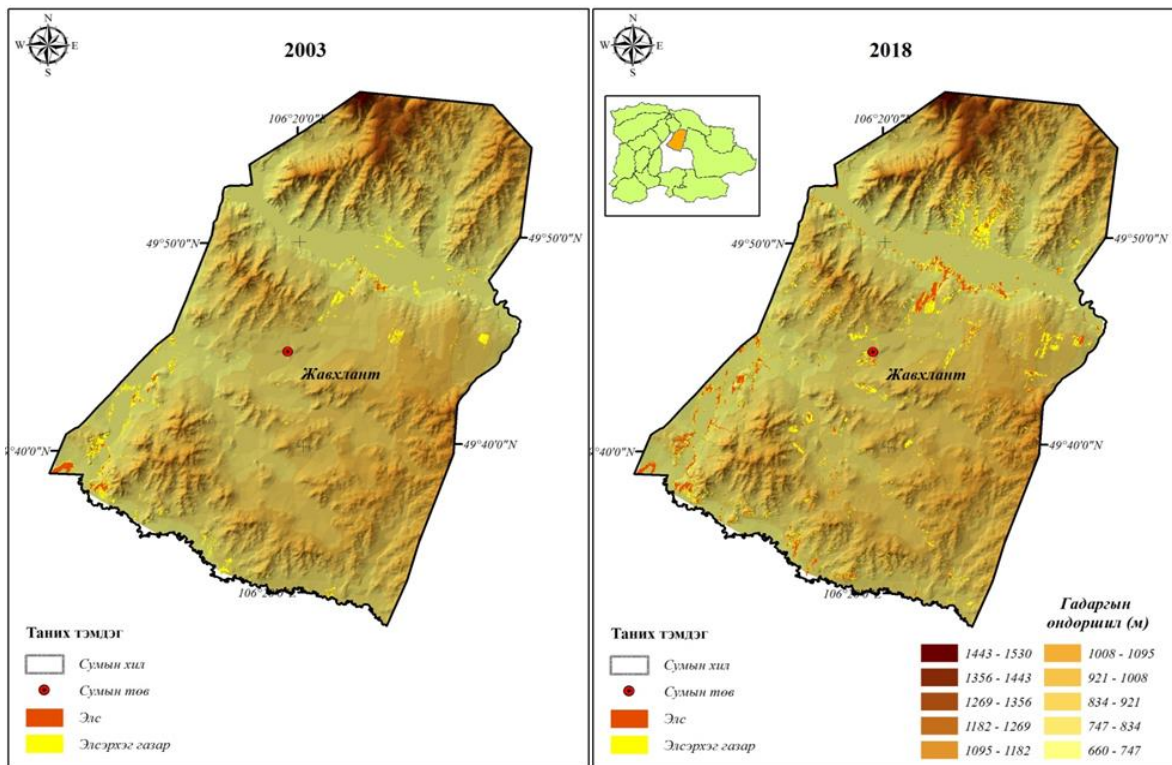 N
W E
S
2003
106°20'0"E
49°50'0"N
49°50'0"N
Жавхлант
49°40'0"N
106°20'0"E
Таних тэмдэг
Сумын хил
Сумын төв
Элс
Элсэрхэг газар
N
W E
S
2018
106°20'0"E
49°50'0"N
49°50'0"N
Жавхлант
49°40'0"N
Таних тэмдэг
Сумын хил
Сумын төв
Элс
Элсэрхэг газар
Гадаргын
өндөршил (м)
1443 - 1530
1356 - 1443
1269 - 1356
1182 - 1269
1095 - 1182
1008 - 1095
921 - 1008
834 - 921
747 - 834
660 - 747